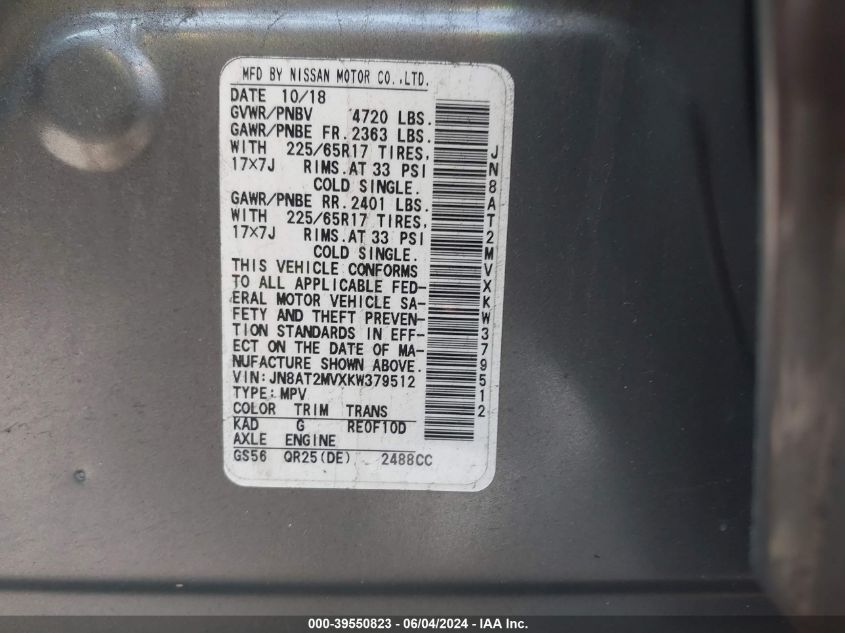 MFD BY NISSAN MOTOR CO.,LTD.
DATE 10/18
GVWR/PNBV 4720 LBS.
GAWR/PNBE FR. 2363 LBS.
WITH 225/65R17 TIRES,
17×7J RIMS.AT 33 PSI
COLD SINGLE.
GAWR/PNBE RR. 2401 LBS.
WITH 225/65R17 TIRES,
17×7J RIMS.AT 33 PSI
COLD SINGLE.
THIS VEHICLE CONFORMS
TO ALL APPLICABLE FED-
ERAL MOTOR VEHICLE SA-
FETY AND THEFT PREVEN-
TION STANDARDS IN EFF-
ECT ON THE DATE OF MA-
NUFACTURE SHOWN ABOVE.
VIN:JN8AT2MVXKW379512
TYPE:MPV
COLOR TRIM TRANS
KAD G RE0F10D
AXLE ENGINE
GS56 QR25(DE) 2488CC
JN8AT2MVXKW379512
000-39550823 - 06/04/2024 - IAA Inc.